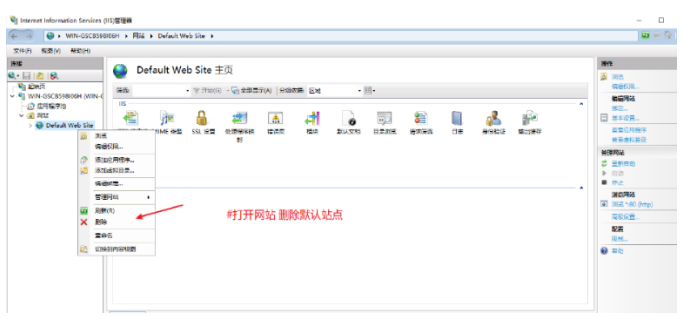 Internet Information Services (IIS)管理器
WIN-GSCB598I06H › 网站 › Default Web Site ›
文件(F) 视图(V) 帮助(H)
连接
起始页
WIN-GSCB598I06H (WIN-G
应用程序池
网站
Default Web Site
Default Web Site 主页
筛选: 开始(G) 全部显示(A) 分组依据: 区域
IIS
MIME 类型 SSL 设置 处理程序映射 错误页 模块 默认文档 目录浏览 请求筛选 日志 身份验证 输出缓存
浏览
编辑权限...
添加应用程序...
添加虚拟目录...
编辑绑定...
管理网站
刷新(R)
删除
重命名
切换到内容视图
#打开网站 删除默认站点
操作
浏览
编辑权限...
编辑网站
绑定...
基本设置...
查看应用程序
查看虚拟目录
管理网站
重新启动
启动
停止
浏览网站
浏览 *:80 (http)
高级设置...
配置
限制...
帮助